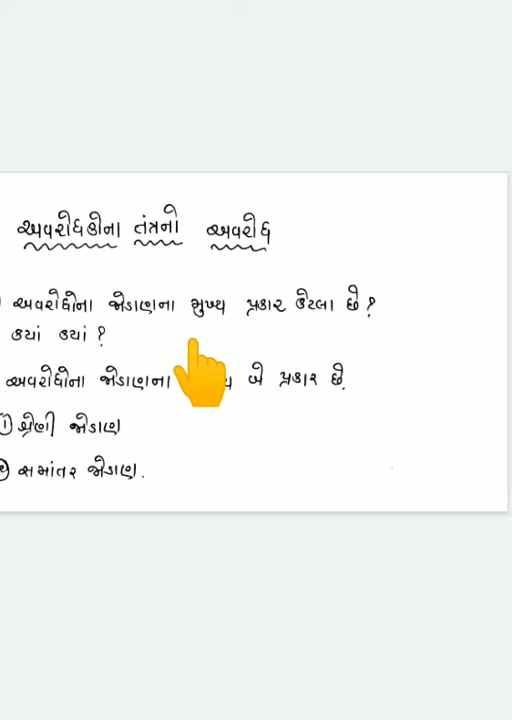 અવરોધકોના તંત્રનો અવરોધ
અવરોધોના જોડાણના મુખ્ય પ્રકાર કેટલા છે?
કયાં કયાં ?
અવરોધોના જોડાણના બે પ્રકાર છે.
① શ્રેણી જોડાણ
② સમાંતર જોડાણ.